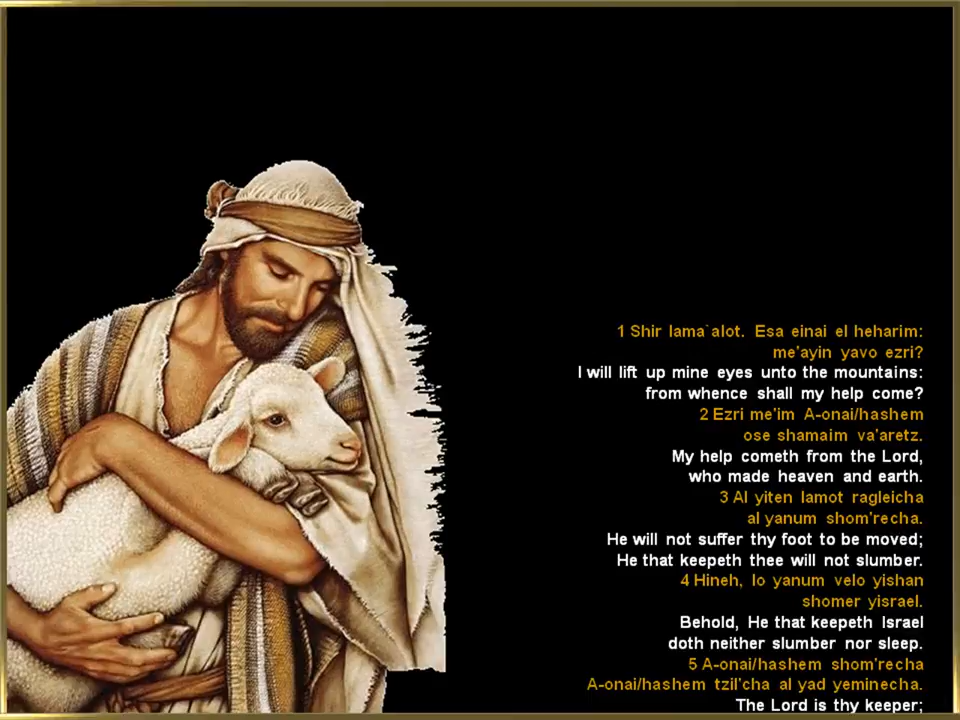 1 Shir lama`alot. Esa einai el heharim:
me'ayin yavo ezri?
I will lift up mine eyes unto the mountains:
from whence shall my help come?
2 Ezri me'im A-onai/hashem
ose shamaim va'aretz.
My help cometh from the Lord,
who made heaven and earth.
3 Al yiten lamot ragleicha
al yanum shom'recha.
He will not suffer thy foot to be moved;
He that keepeth thee will not slumber.
4 Hineh, lo yanum velo yishan
shomer yisrael.
Behold, He that keepeth Israel
doth neither slumber nor sleep.
5 A-onai/hashem shom'recha
A-onai/hashem tzil'cha al yad yeminecha.
The Lord is thy keeper;